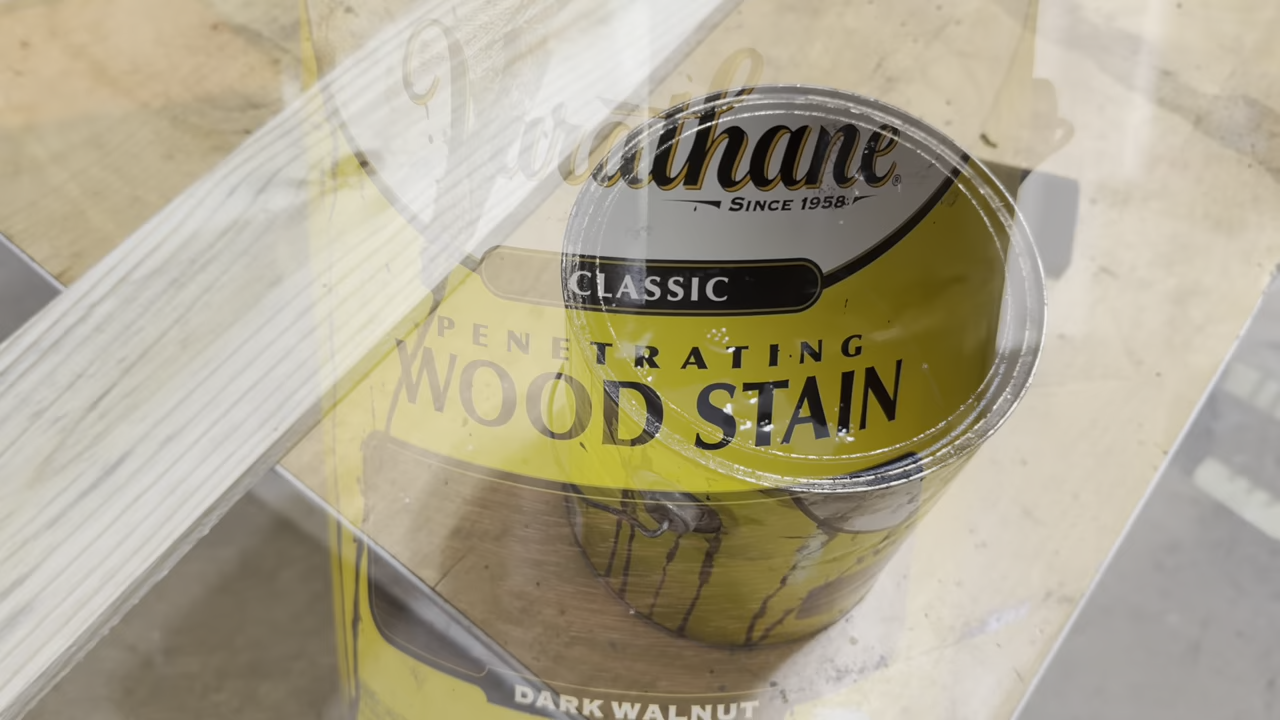 Varathane®
SINCE 1958
CLASSIC
PENETRATING
WOOD STAIN
DARK WALNUT